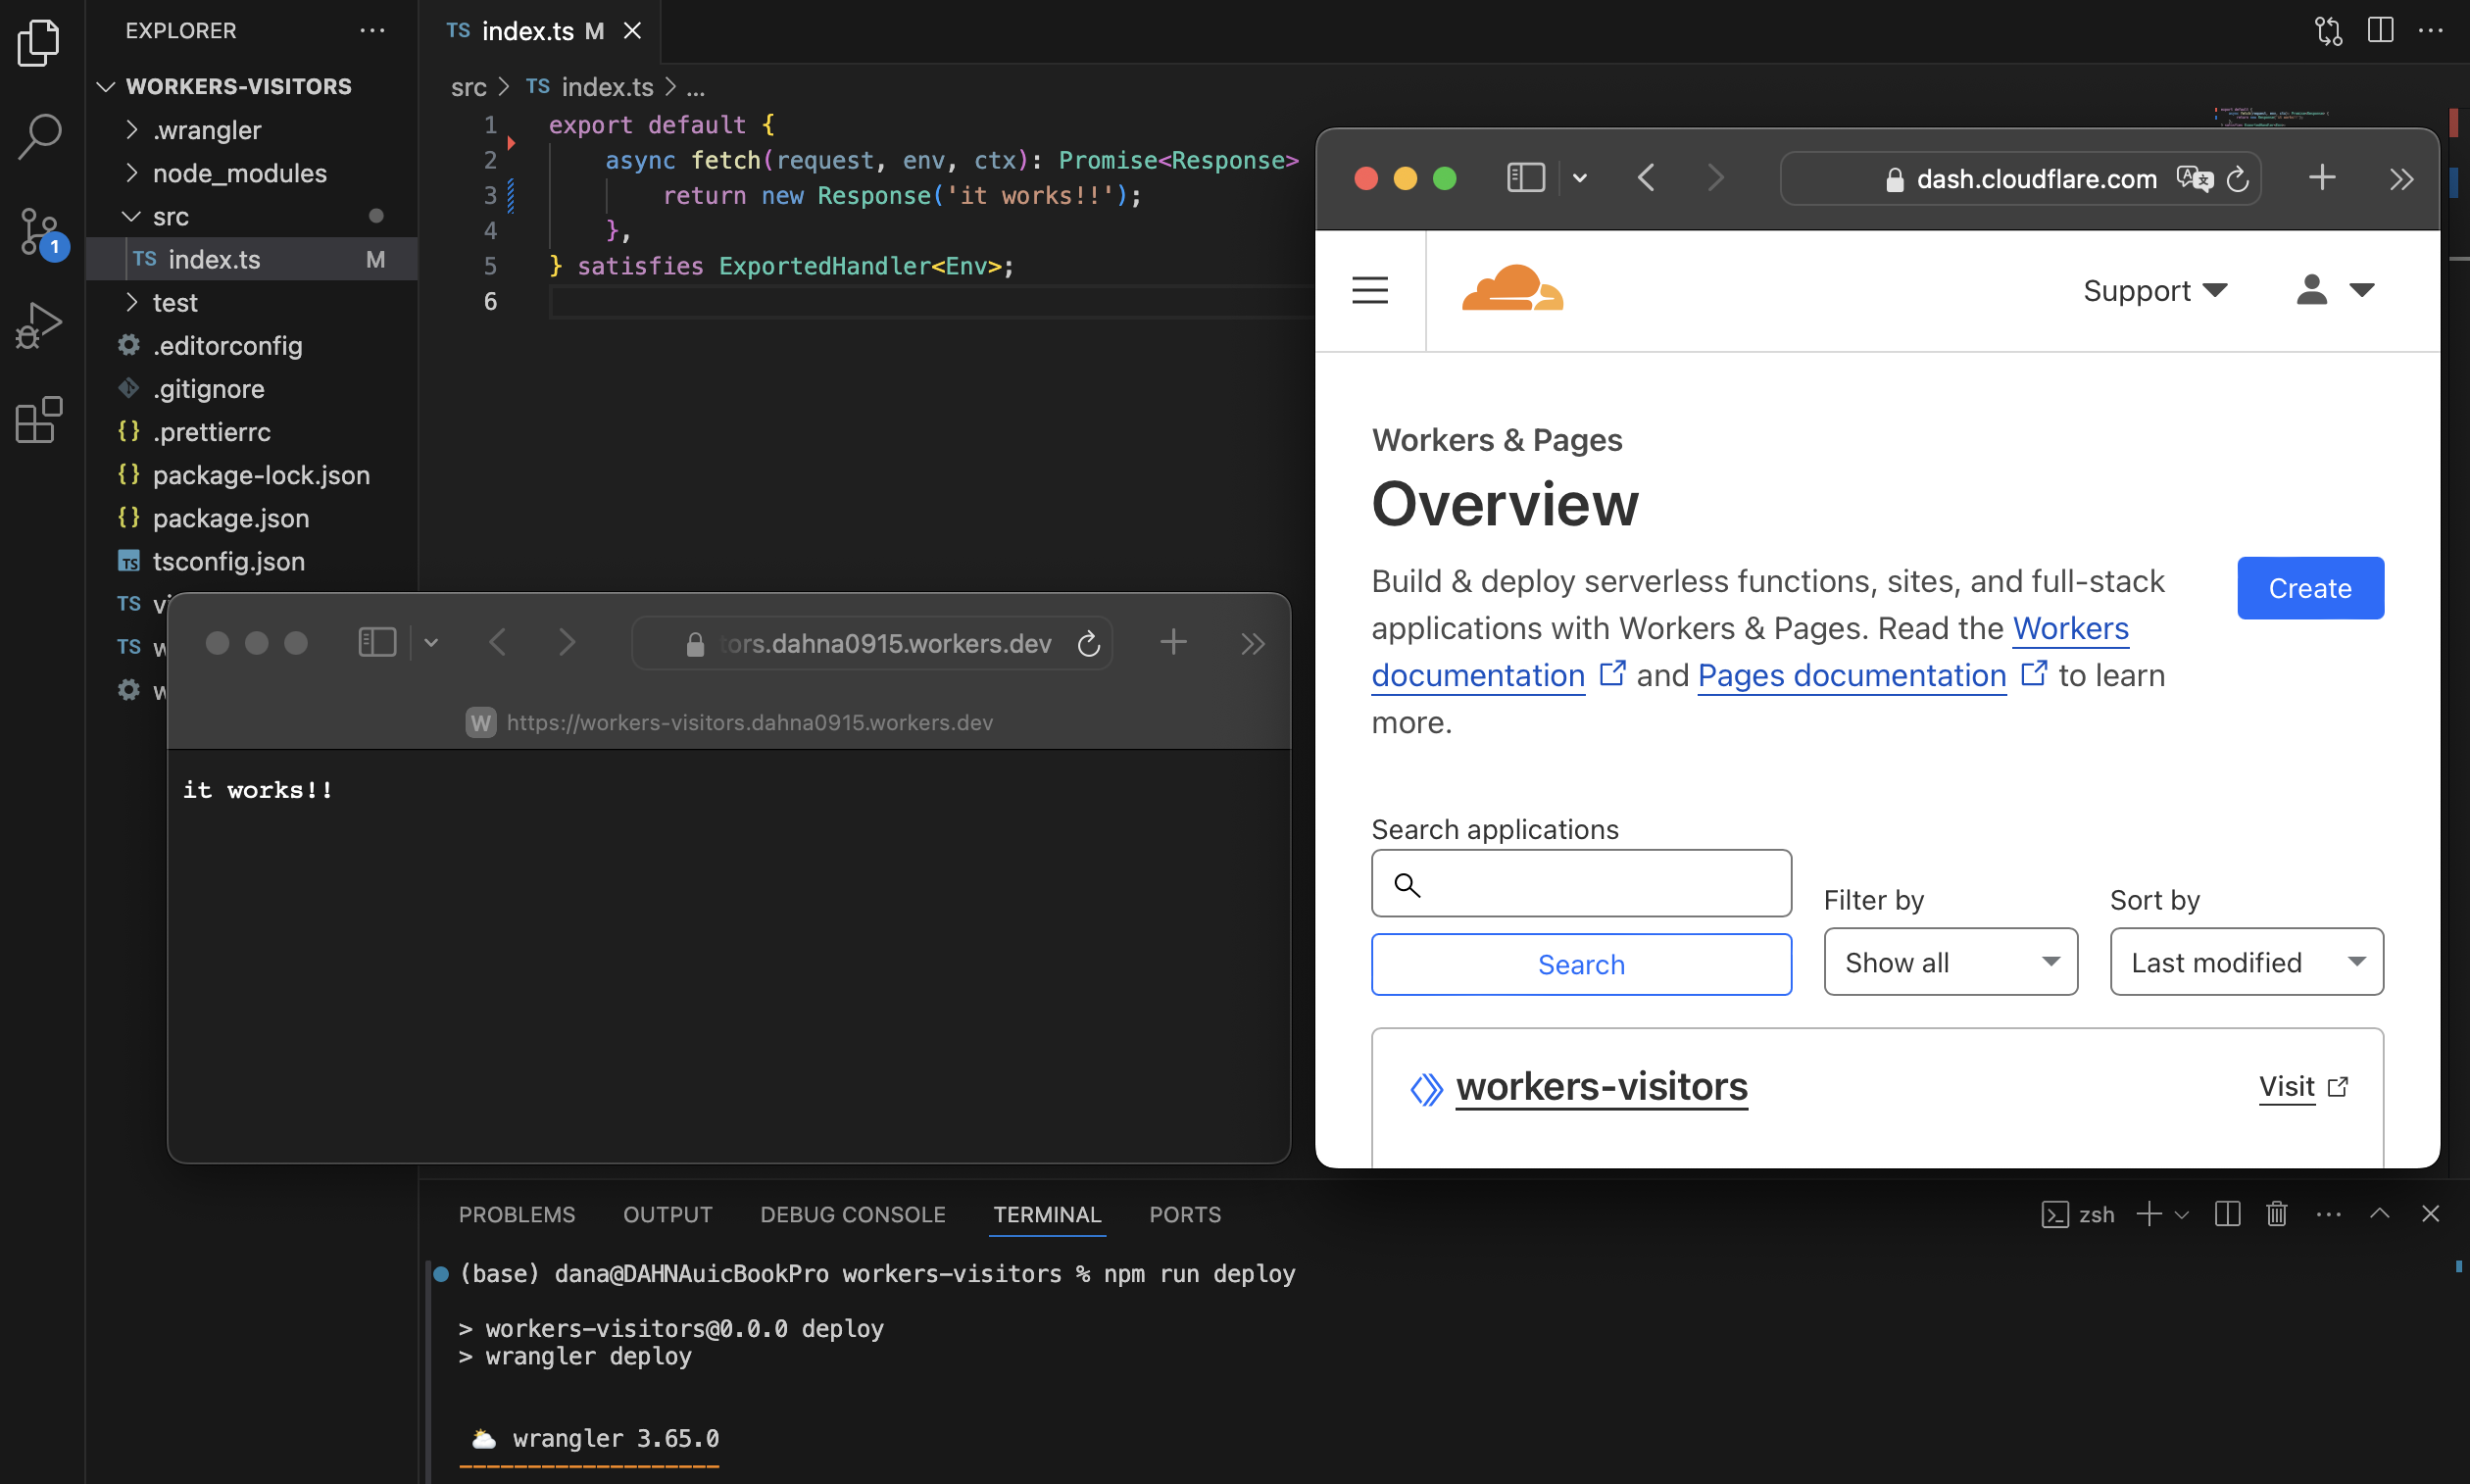 EXPLORER
WORKERS-VISITORS
.wrangler
node_modules
src
TS index.ts M
test
.editorconfig
.gitignore
{} .prettierrc
{} package-lock.json
{} package.json
TS tsconfig.json
TS
TS
1
TS index.ts M
src > TS index.ts > ...
1 export default {
2 async fetch(request, env, ctx): Promise<Response>
3 return new Response('it works!!');
4 },
5 } satisfies ExportedHandler<Env>;
6
tors.dahna0915.workers.dev
W https://workers-visitors.dahna0915.workers.dev
it works!!
dash.cloudflare.com
Support
Workers & Pages
Overview
Build & deploy serverless functions, sites, and full-stack
applications with Workers & Pages. Read the Workers
documentation and Pages documentation to learn
more.
Create
Search applications
Search
Filter by
Show all
Sort by
Last modified
workers-visitors
Visit
PROBLEMS OUTPUT DEBUG CONSOLE TERMINAL PORTS
zsh
(base) dana@DAHNAuicBookPro workers-visitors % npm run deploy
> workers-visitors@0.0.0 deploy
> wrangler deploy
wrangler 3.65.0